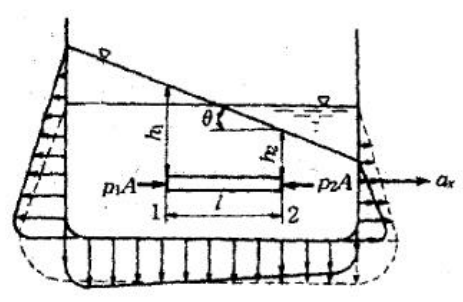 θ
h₁
h₂
p₁A
p₂A
aₓ
1
l
2